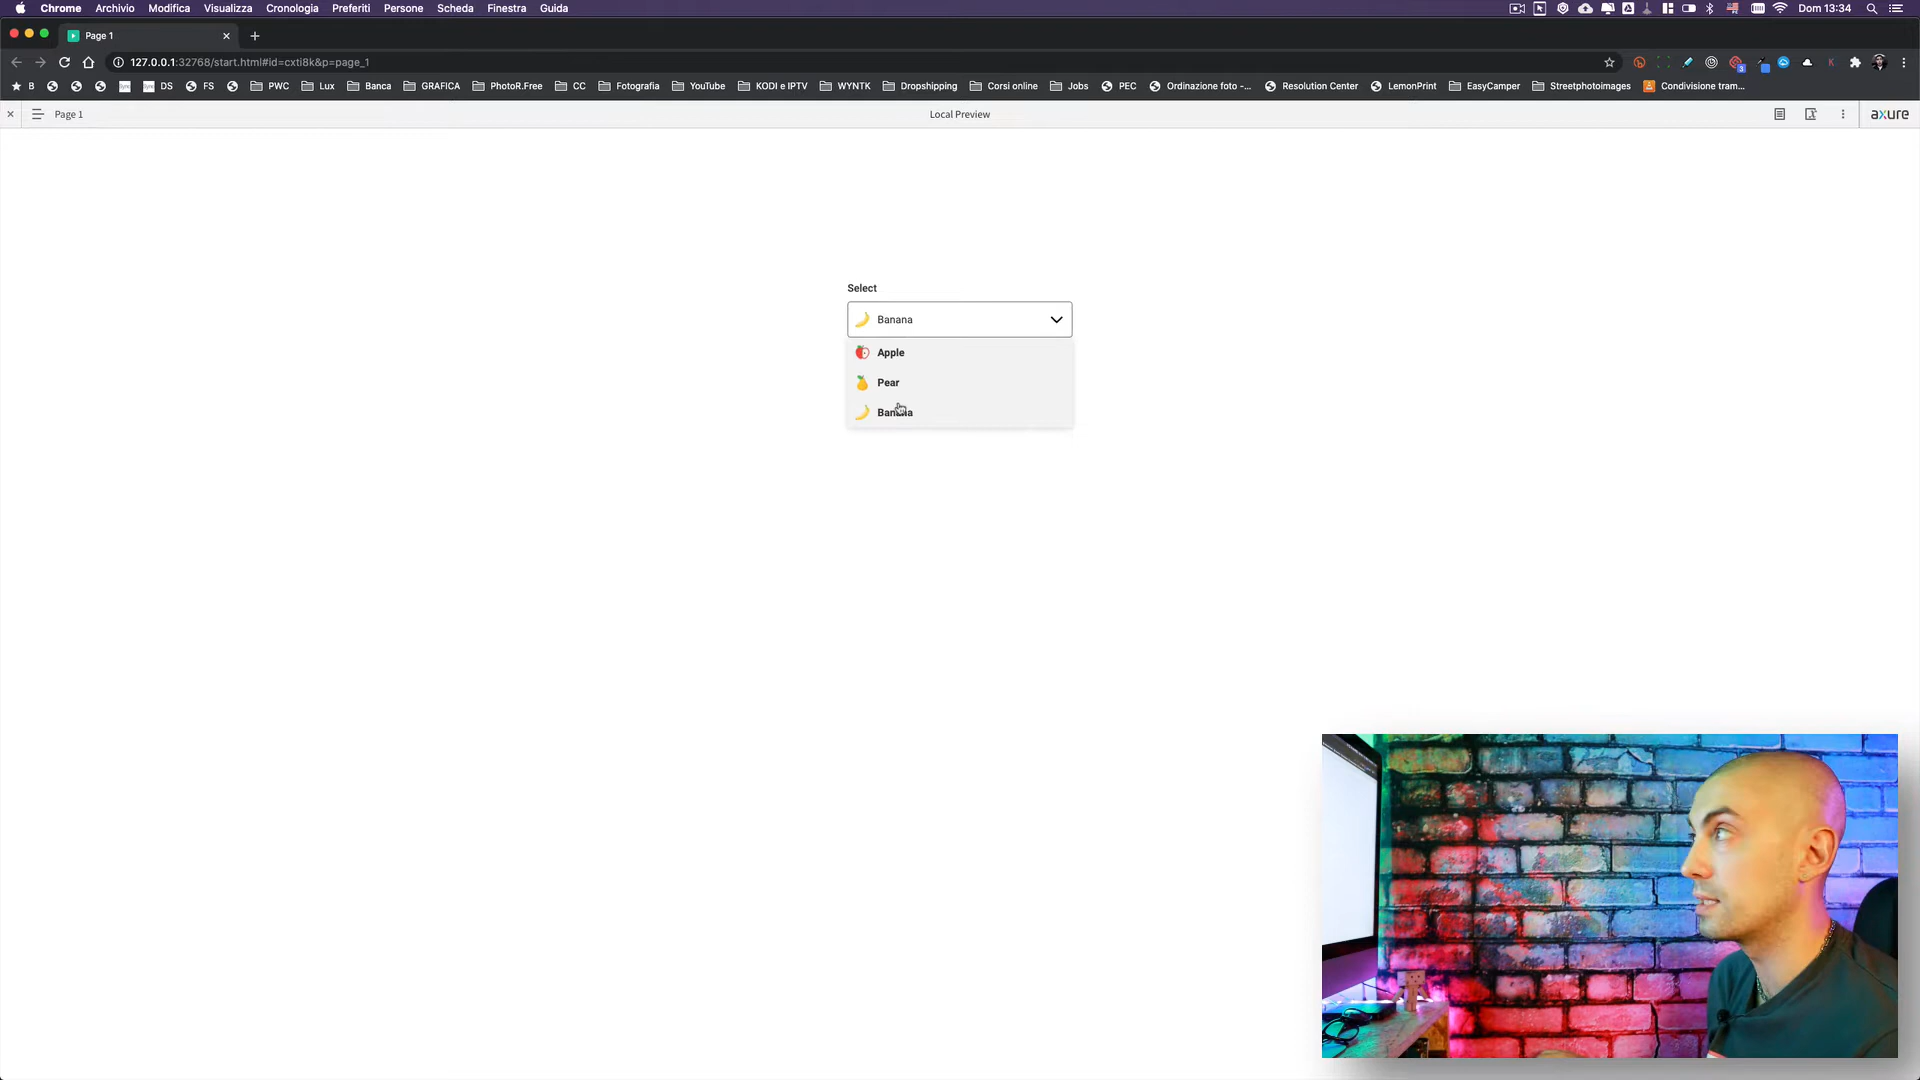 Chrome Archivio Modifica Visualizza Cronologia Preferiti Persone Scheda Finestra Guida Dom 13:34
Page 1
127.0.0.1:32768/start.html#id=cxti8k&p=page_1
B DS FS PWC Lux Banca GRAFICA PhotoR.Free CC Fotografia YouTube KODI e IPTV WYNTK Dropshipping Corsi online Jobs PEC Ordinazione foto -... Resolution Center LemonPrint EasyCamper Streetphotoimages Condivisione tram...
Page 1 Local Preview axure
Select
Banana
Apple
Pear
Banana